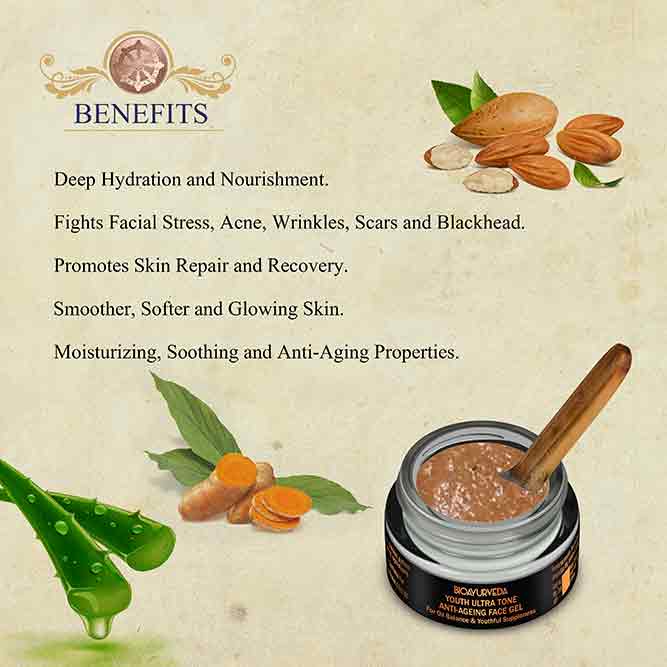 BENEFITS
Deep Hydration and Nourishment.
Fights Facial Stress, Acne, Wrinkles, Scars and Blackhead.
Promotes Skin Repair and Recovery.
Smoother, Softer and Glowing Skin.
Moisturizing, Soothing and Anti-Aging Properties.
BIOAYURVEDA
YOUTH ULTRA TONE
ANTI-AGEING FACE GEL
For Oil Balance & Youthful Suppleness